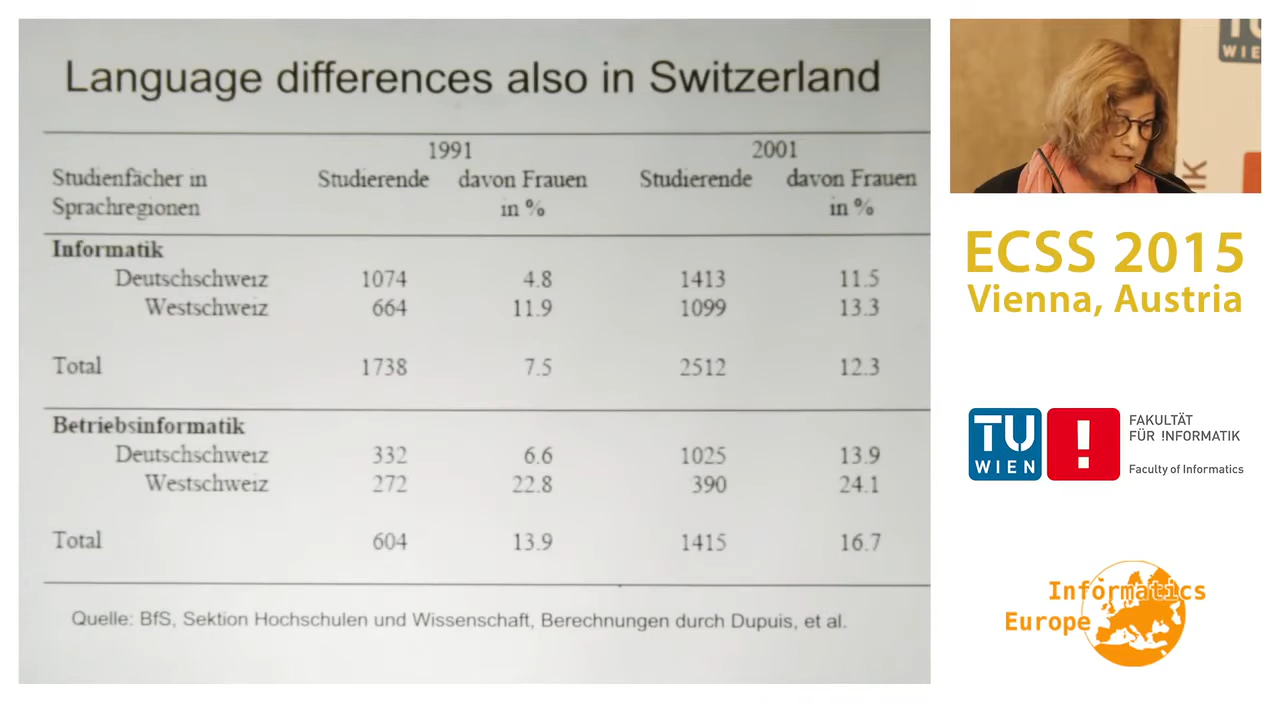 Language differences also in Switzerland
1991 2001
Studienfächer in Studierende davon Frauen Studierende davon Frauen
Sprachregionen in % in %
Informatik
Deutschschweiz 1074 4.8 1413 11.5
Westschweiz 664 11.9 1099 13.3
Total 1738 7.5 2512 12.3
Betriebsinformatik
Deutschschweiz 332 6.6 1025 13.9
Westschweiz 272 22.8 390 24.1
Total 604 13.9 1415 16.7
Quelle: BfS, Sektion Hochschulen und Wissenschaft, Berechnungen durch Dupuis, et al.
TU
WIE
IK
ECSS 2015
Vienna, Austria
TU
WIEN
!
FAKULTÄT
FÜR !NFORMATIK
Faculty of Informatics
Informatics
Europe